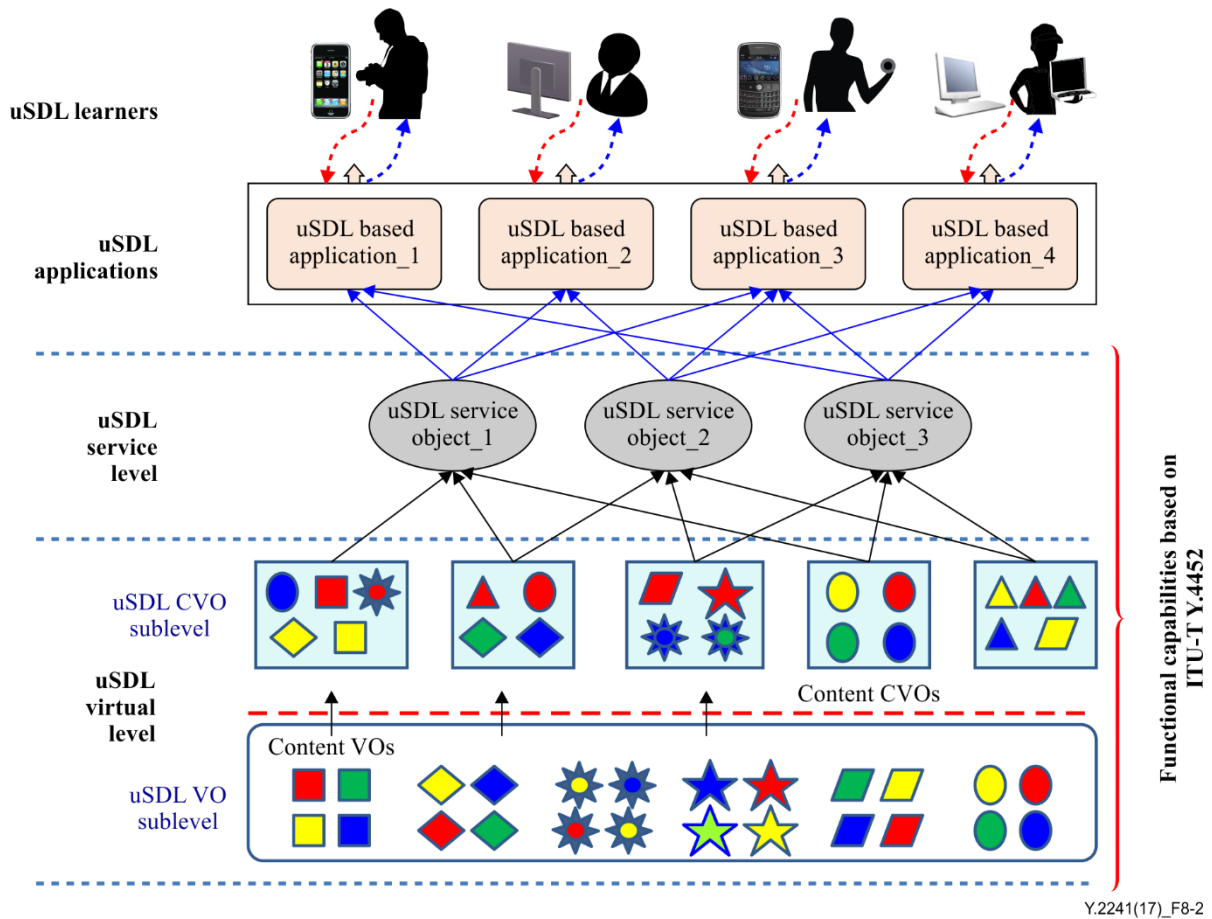 uSDL learners
uSDL
applications
uSDL based
application_1
uSDL based
application_2
uSDL based
application_3
uSDL based
application_4
uSDL
service
level
uSDL service
object_1
uSDL service
object_2
uSDL service
object_3
uSDL CVO
sublevel
uSDL
virtual
level
Content CVOs
Content VOs
uSDL VO
sublevel
Functional capabilities based on
ITU-T Y.4452
Y.2241(17)_F8-2